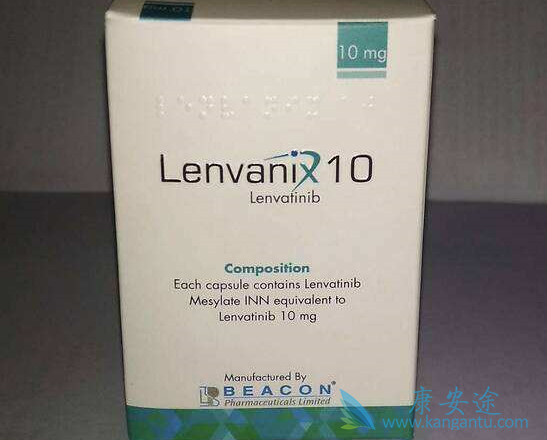 10 mg
Lenvanix 10
Lenvatinib
Composition
Each capsule contains Lenvatinib
Mesylate INN equivalent to
Lenvatinib 10 mg
Manufactured By
BEACON®
Pharmaceuticals Limited
康安途
www.kangantu.com